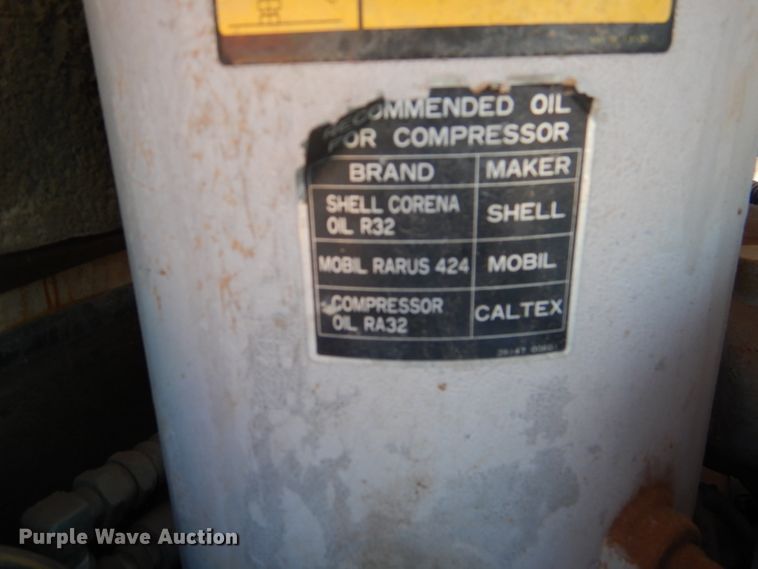 RECOMMENDED OIL
FOR COMPRESSOR
BRAND MAKER
SHELL CORENA
OIL R32 SHELL
MOBIL RARUS 424 MOBIL
COMPRESSOR
OIL RA32 CALTEX
Purple Wave Auction